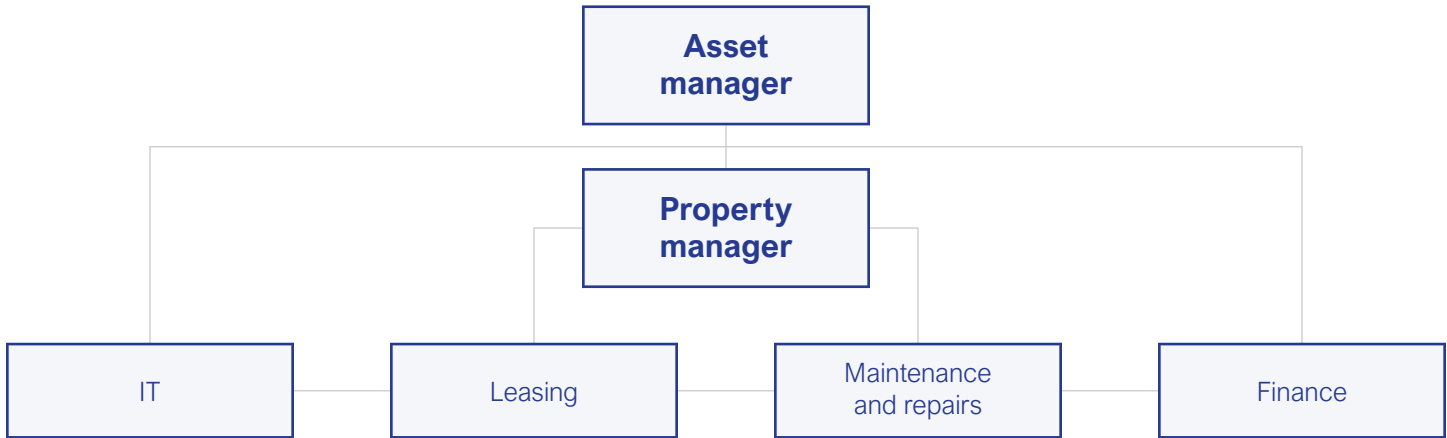 Asset
manager
Property
manager
IT
Leasing
Maintenance
and repairs
Finance